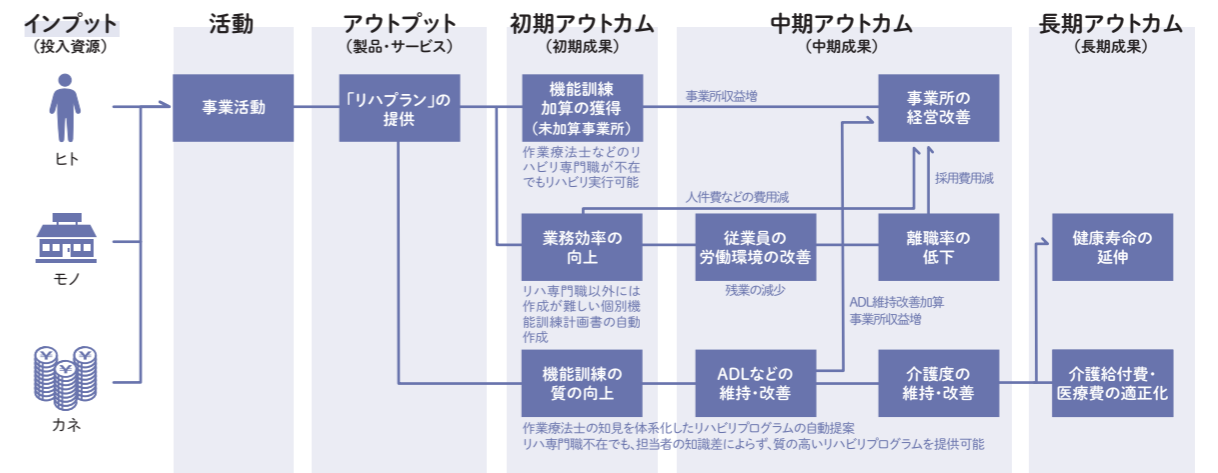 インプット
（投入資源）
活動
アウトプット
（製品・サービス）
初期アウトカム
（初期成果）
中期アウトカム
（中期成果）
長期アウトカム
（長期成果）
ヒト
モノ
¥
¥
¥
カネ
事業活動
「リハプラン」の
提供
機能訓練
加算の獲得
（未加算事業所）
作業療法士などのリ
ハビリ専門職が不在
でもリハビリ実行可能
事業所収益増
事業所の
経営改善
人件費などの費用減
採用費用減
業務効率の
向上
リハ専門職以外には
作成が難しい個別機
能訓練計画書の自動
作成
従業員の
労働環境の改善
残業の減少
離職率の
低下
ADL維持改善加算
事業所収益増
健康寿命の
延伸
機能訓練の
質の向上
ADLなどの
維持・改善
介護度の
維持・改善
介護給付費・
医療費の適正化
作業療法士の知見を体系化したリハビリプログラムの自動提案
リハ専門職不在でも、担当者の知識差によらず、質の高いリハビリプログラムを提供可能